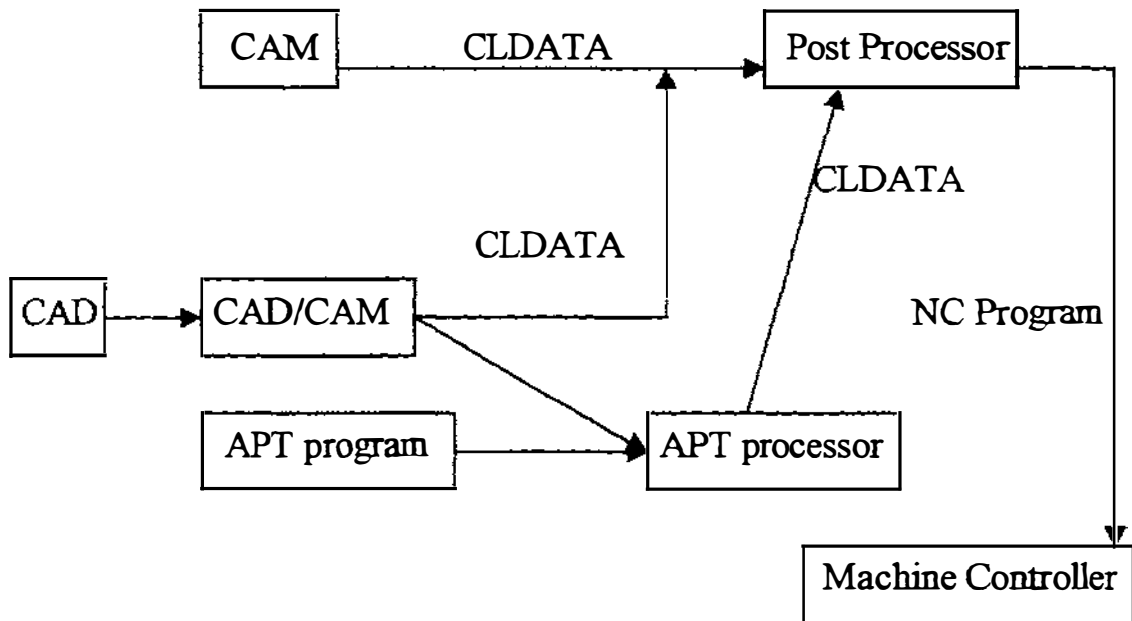 CAM
CLDATA
Post Processor
CLDATA
CLDATA
CAD
CAD/CAM
NC Program
APT program
APT processor
Machine Controller